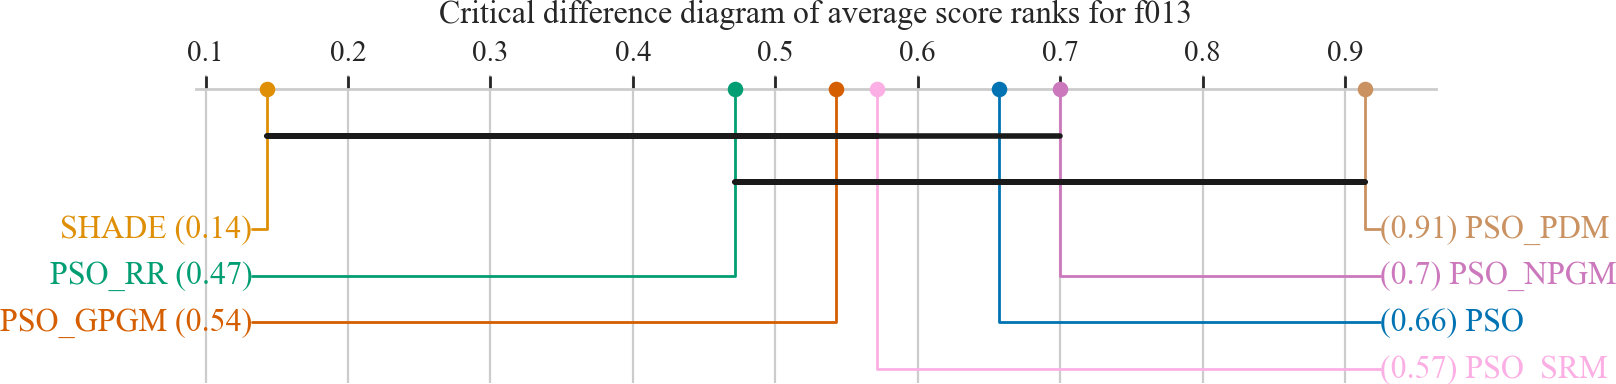 Critical difference diagram of average score ranks for f013
0.1 0.2 0.3 0.4 0.5 0.6 0.7 0.8 0.9
SHADE (0.14) (0.91) PSO_PDM
PSO_RR (0.47) (0.7) PSO_NPGM
PSO_GPGM (0.54) (0.66) PSO
(0.57) PSO_SRM